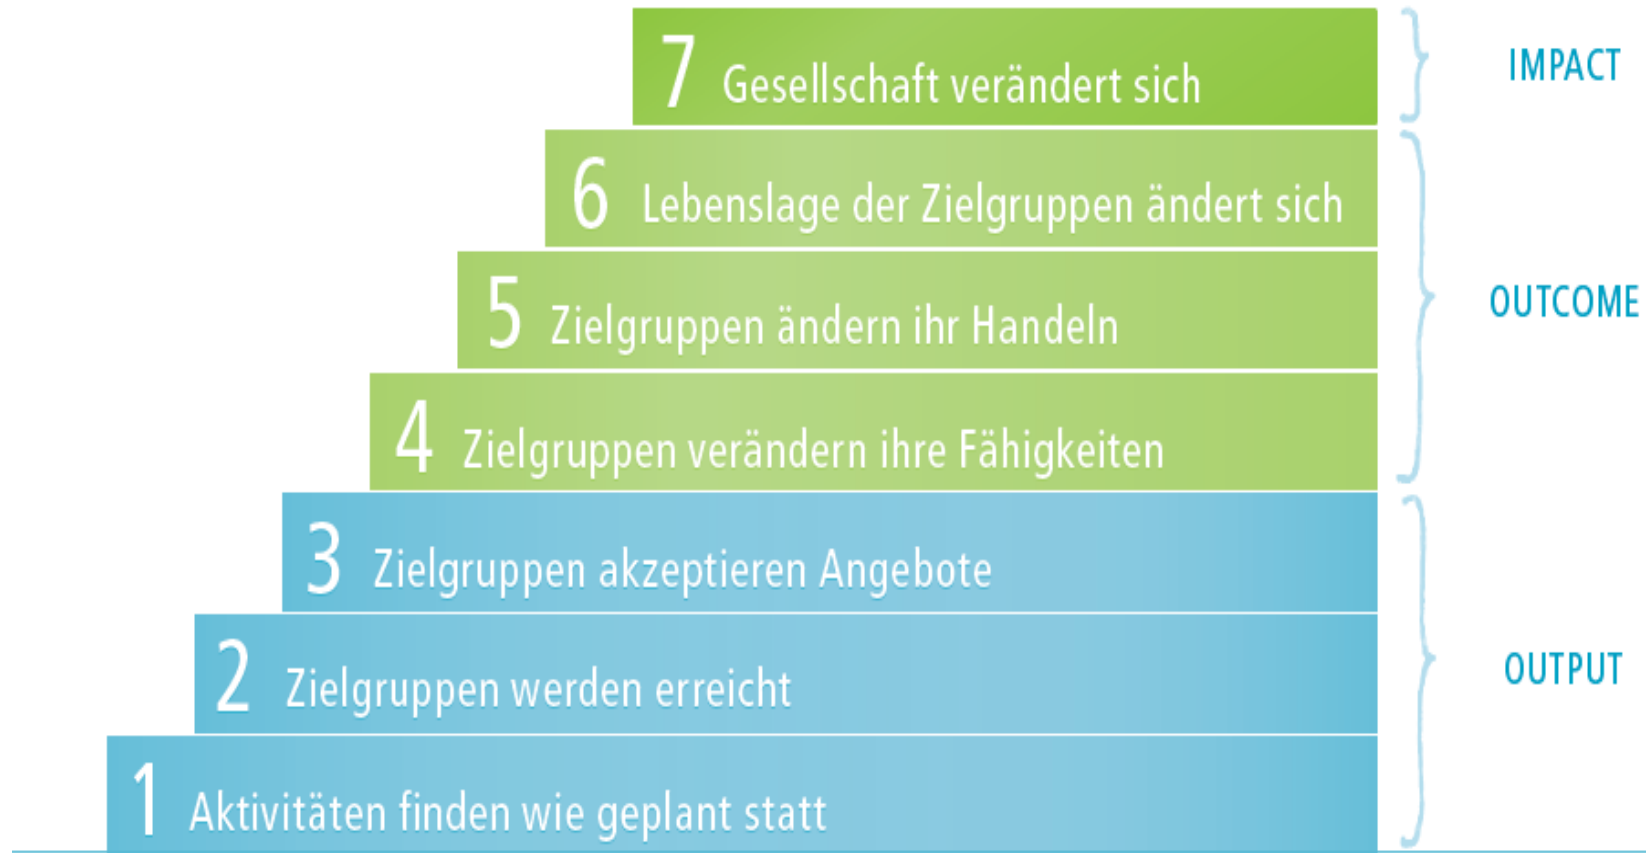 7 Gesellschaft verändert sich
IMPACT
6 Lebenslage der Zielgruppen ändert sich
5 Zielgruppen ändern ihr Handeln
OUTCOME
4 Zielgruppen verändern ihre Fähigkeiten
3 Zielgruppen akzeptieren Angebote
2 Zielgruppen werden erreicht
OUTPUT
1 Aktivitäten finden wie geplant statt